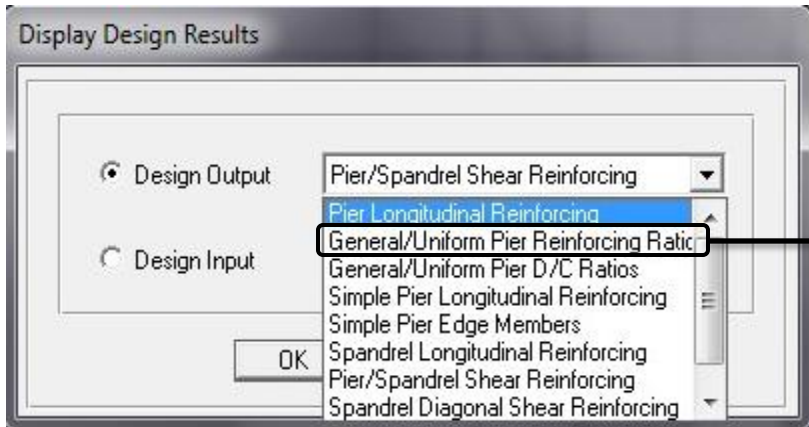 Display Design Results
Design Output
Pier/Spandrel Shear Reinforcing
Pier Longitudinal Reinforcing
General/Uniform Pier Reinforcing Ratio
Design Input
General/Uniform Pier D/C Ratios
Simple Pier Longitudinal Reinforcing
Simple Pier Edge Members
OK
Spandrel Longitudinal Reinforcing
Pier/Spandrel Shear Reinforcing
Spandrel Diagonal Shear Reinforcing